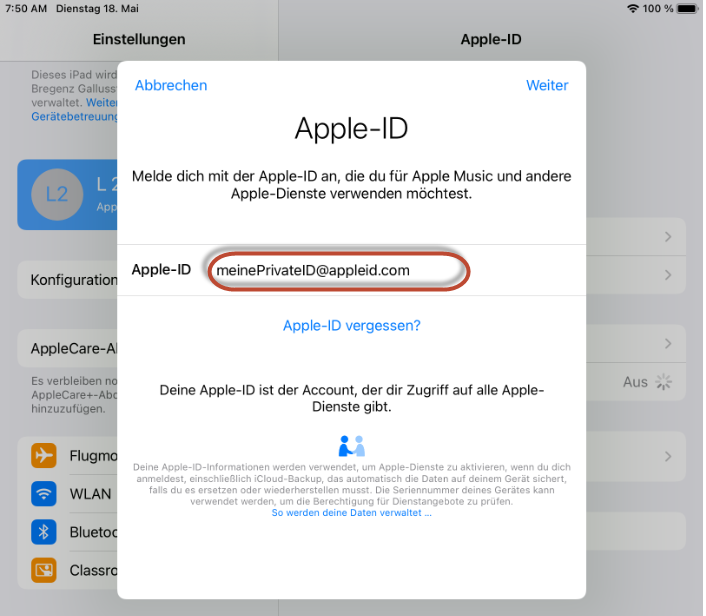 7:50 AM Dienstag 18. Mai
100 %
Einstellungen
Apple-ID
Dieses iPad wird
Bregenz Galluss
verwaltet. Weite
Gerätebetreuung
L2
L 2
App
Konfiguration
AppleCare-Al
Es verbleiben no
AppleCare+-Abd
hinzuzufügen.
Flugmo
WLAN
Bluetoo
Classro
Aus
Abbrechen
Weiter
Apple-ID
Melde dich mit der Apple-ID an, die du für Apple Music und andere
Apple-Dienste verwenden möchtest.
Apple-ID meinePrivateID@appleid.com
Apple-ID vergessen?
Deine Apple-ID ist der Account, der dir Zugriff auf alle Apple-
Dienste gibt.
Deine Apple-ID-Informationen werden verwendet, um Apple-Dienste zu aktivieren, wenn du dich
anmeldest, einschließlich iCloud-Backup, das automatisch die Daten auf deinem Gerät sichert,
falls du es ersetzen oder wiederherstellen musst. Die Seriennummer deines Gerätes kann
verwendet werden, um die Berechtigung für Dienstangebote zu prüfen.
So werden deine Daten verwaltet ...